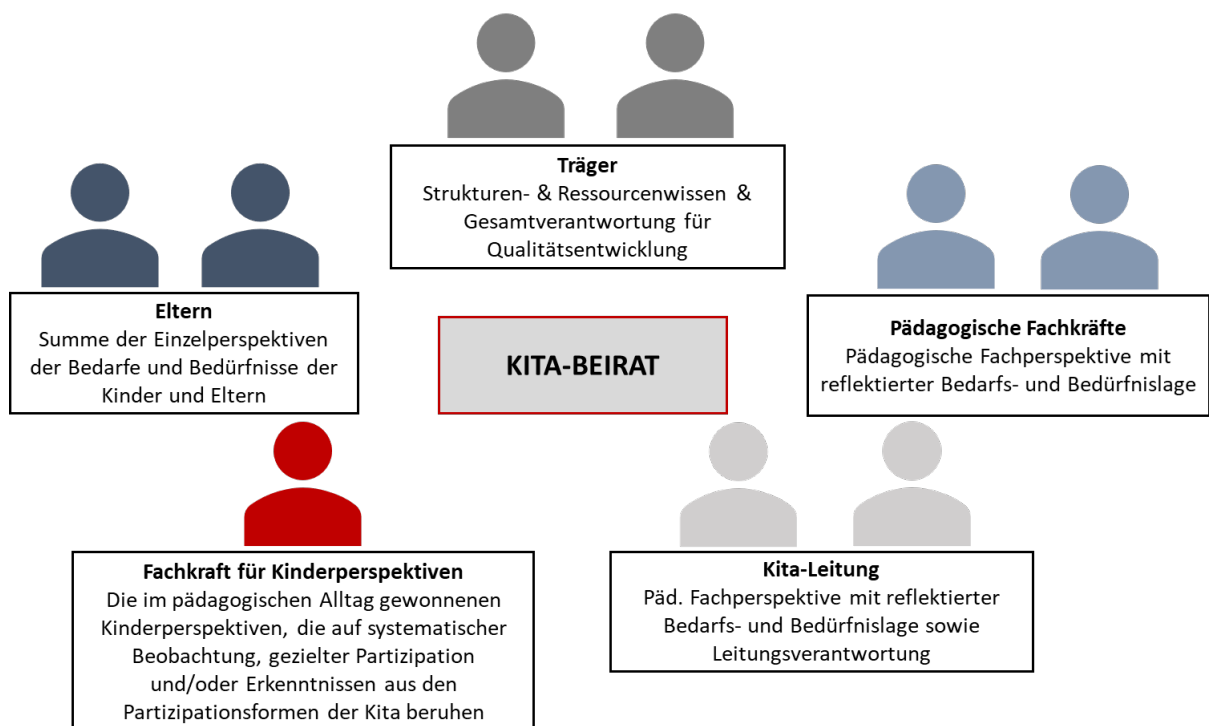 Träger
Strukturen- & Ressourcenwissen &
Gesamtverantwortung für
Qualitätsentwicklung
Eltern
Summe der Einzelperspektiven
der Bedarfe und Bedürfnisse der
Kinder und Eltern
KITA-BEIRAT
Pädagogische Fachkräfte
Pädagogische Fachperspektive mit
reflektierter Bedarfs- und Bedürfnislage
Fachkraft für Kinderperspektiven
Die im pädagogischen Alltag gewonnenen
Kinderperspektiven, die auf systematischer
Beobachtung, gezielter Partizipation
und/oder Erkenntnissen aus den
Partizipationsformen der Kita beruhen
Kita-Leitung
Päd. Fachperspektive mit reflektierter
Bedarfs- und Bedürfnislage sowie
Leitungsverantwortung